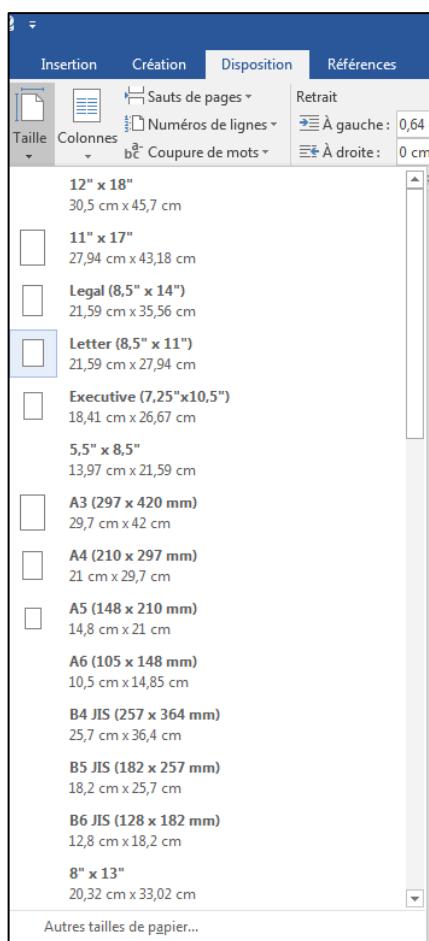 Insertion Création Disposition Références
Sauts de pages Retrait
Taille Colonnes Numéros de lignes À gauche : 0,64
Coupure de mots À droite : 0 cm
12" x 18"
30,5 cm x 45,7 cm
11" x 17"
27,94 cm x 43,18 cm
Legal (8,5" x 14")
21,59 cm x 35,56 cm
Letter (8,5" x 11")
21,59 cm x 27,94 cm
Executive (7,25"x10,5")
18,41 cm x 26,67 cm
5,5" x 8,5"
13,97 cm x 21,59 cm
A3 (297 x 420 mm)
29,7 cm x 42 cm
A4 (210 x 297 mm)
21 cm x 29,7 cm
A5 (148 x 210 mm)
14,8 cm x 21 cm
A6 (105 x 148 mm)
10,5 cm x 14,85 cm
B4 JIS (257 x 364 mm)
25,7 cm x 36,4 cm
B5 JIS (182 x 257 mm)
18,2 cm x 25,7 cm
B6 JIS (128 x 182 mm)
12,8 cm x 18,2 cm
8" x 13"
20,32 cm x 33,02 cm
Autres tailles de papier...